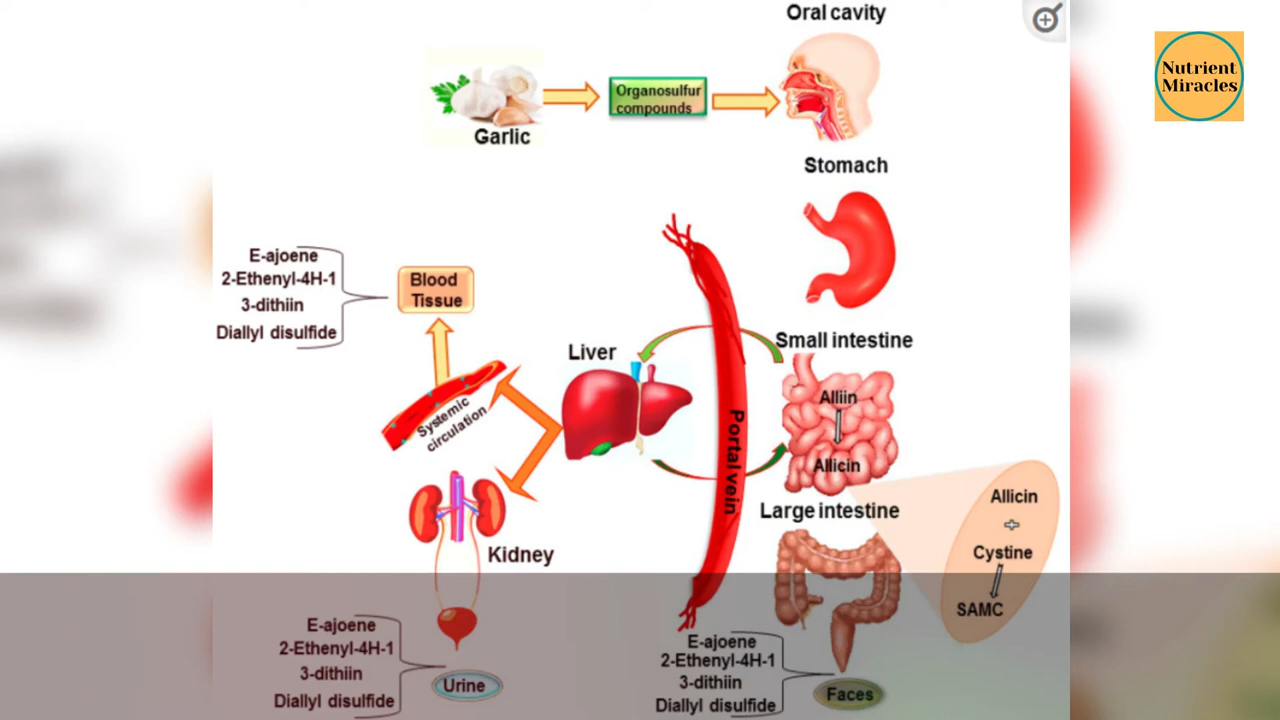 Oral cavity
Nutrient
Miracles
Organosulfur
compounds
Garlic
Stomach
E-ajoene
2-Ethenyl-4H-1
3-dithiin
Diallyl disulfide
Blood
Tissue
Small intestine
Liver
Alliin
Allicin
Systemic
circulation
Portal vein
Large intestine
Allicin
Cystine
SAMC
Kidney
E-ajoene
2-Ethenyl-4H-1
3-dithiin
Diallyl disulfide
Urine
E-ajoene
2-Ethenyl-4H-1
3-dithiin
Diallyl disulfide
Faces